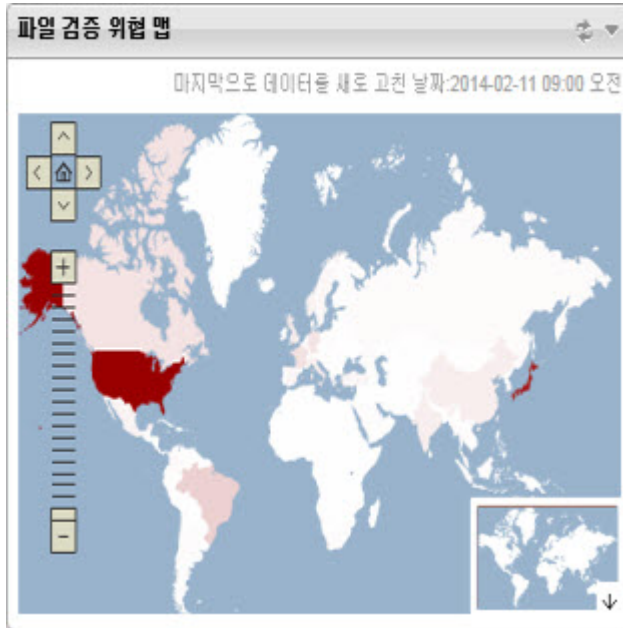 파일 검증 위협 맵
마지막으로 데이터를 새로 고친 날짜:2014-02-11 09:00 오전